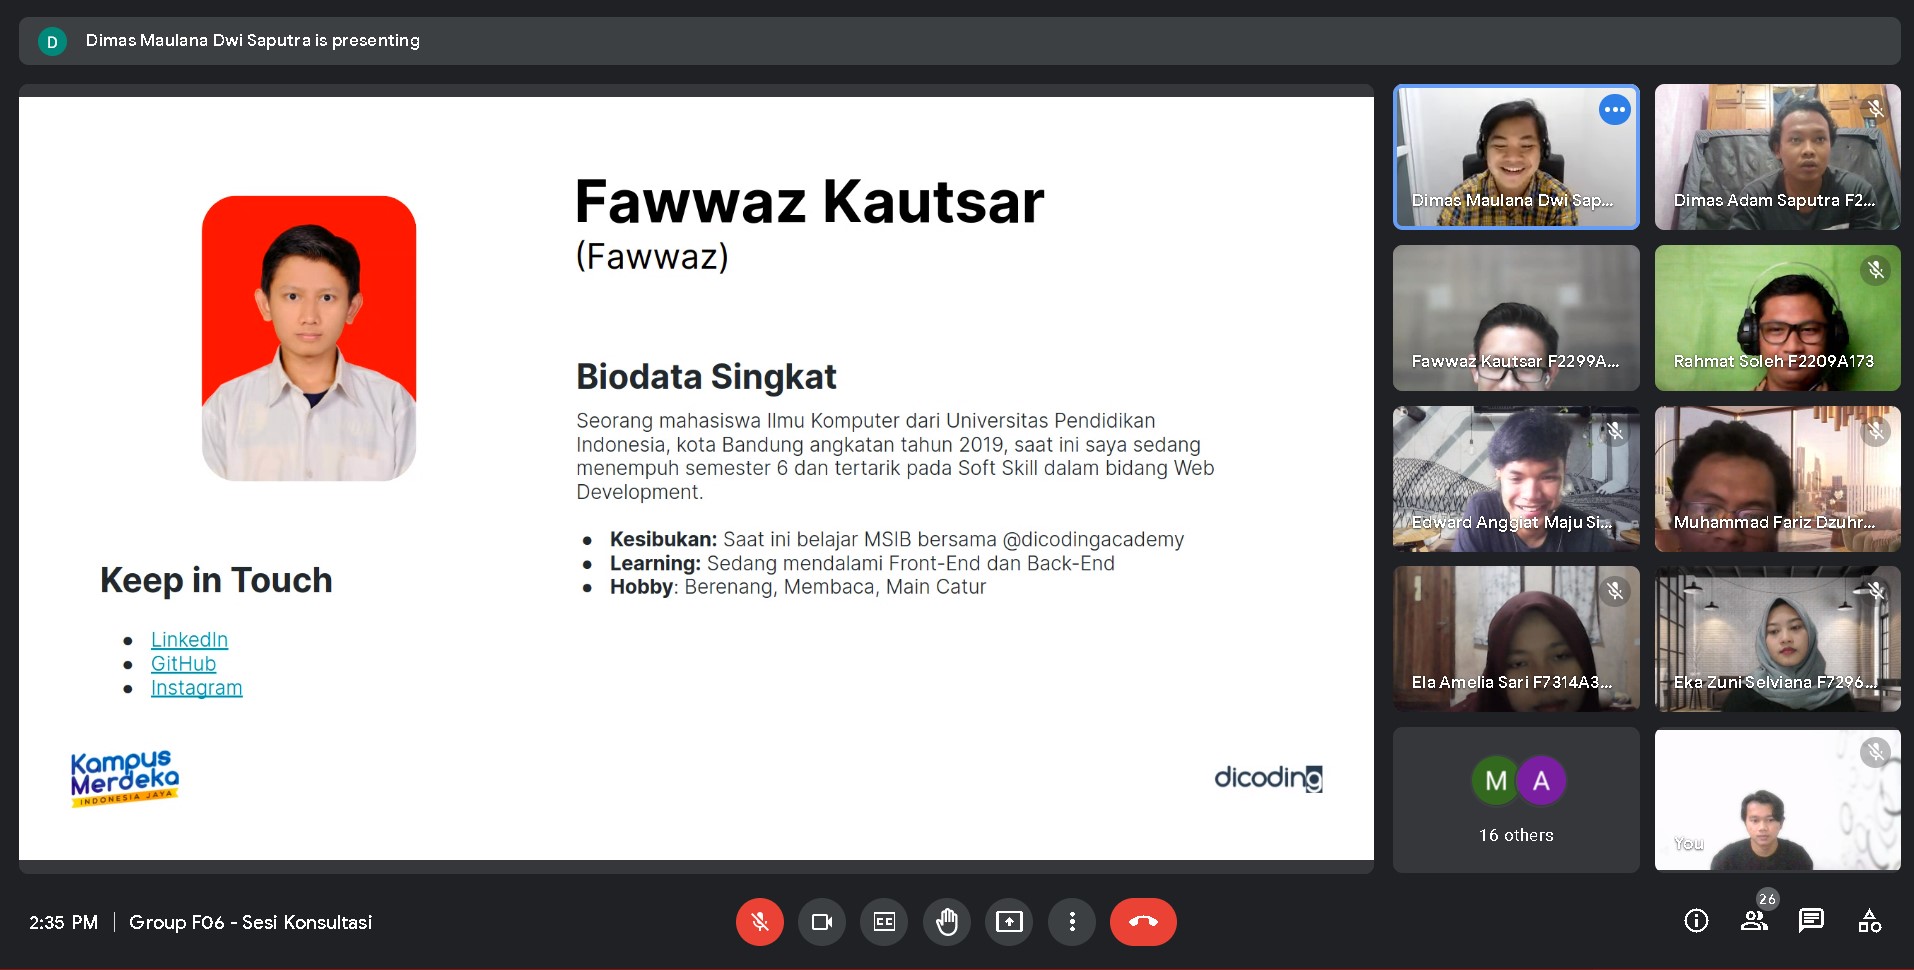 D
Dimas Maulana Dwi Saputra is presenting
Fawwaz Kautsar
(Fawwaz)
Biodata Singkat
Seorang mahasiswa Ilmu Komputer dari Universitas Pendidikan
Indonesia, kota Bandung angkatan tahun 2019, saat ini saya sedang
menempuh semester 6 dan tertarik pada Soft Skill dalam bidang Web
Development.
● Kesibukan: Saat ini belajar MSIB bersama @dicodingacademy
● Learning: Sedang mendalami Front-End dan Back-End
● Hobby: Berenang, Membaca, Main Catur
Keep in Touch
● LinkedIn
● GitHub
● Instagram
Kampus
Merdeka
INDONESIA JAYA
dicoding
Dimas Maulana Dwi Sap...
Dimas Adam Saputra F2...
Fawwaz Kautsar F2299A...
Rahmat Soleh F2209A173
Edward Anggiat Maju Si...
Muhammad Fariz Dzuhr...
Ela Amelia Sari F7314A3...
Eka Zuni Selviana F7296...
M A
16 others
You
2:35 PM | Group F06 - Sesi Konsultasi
CC
26